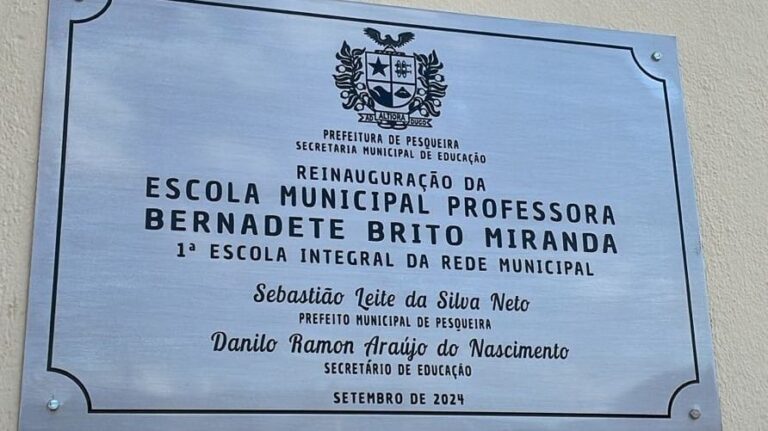 AD ALTIORA DUCO
PREFEITURA DE PESQUEIRA
SECRETARIA MUNICIPAL DE EDUCAÇÃO
REINAUGURAÇÃO DA
ESCOLA MUNICIPAL PROFESSORA
BERNADETE BRITO MIRANDA
1ª ESCOLA INTEGRAL DA REDE MUNICIPAL
Sebastião Leite da Silva Neto
PREFEITO MUNICIPAL DE PESQUEIRA
Danilo Ramon Araújo do Nascimento
SECRETÁRIO DE EDUCAÇÃO
SETEMBRO DE 2024